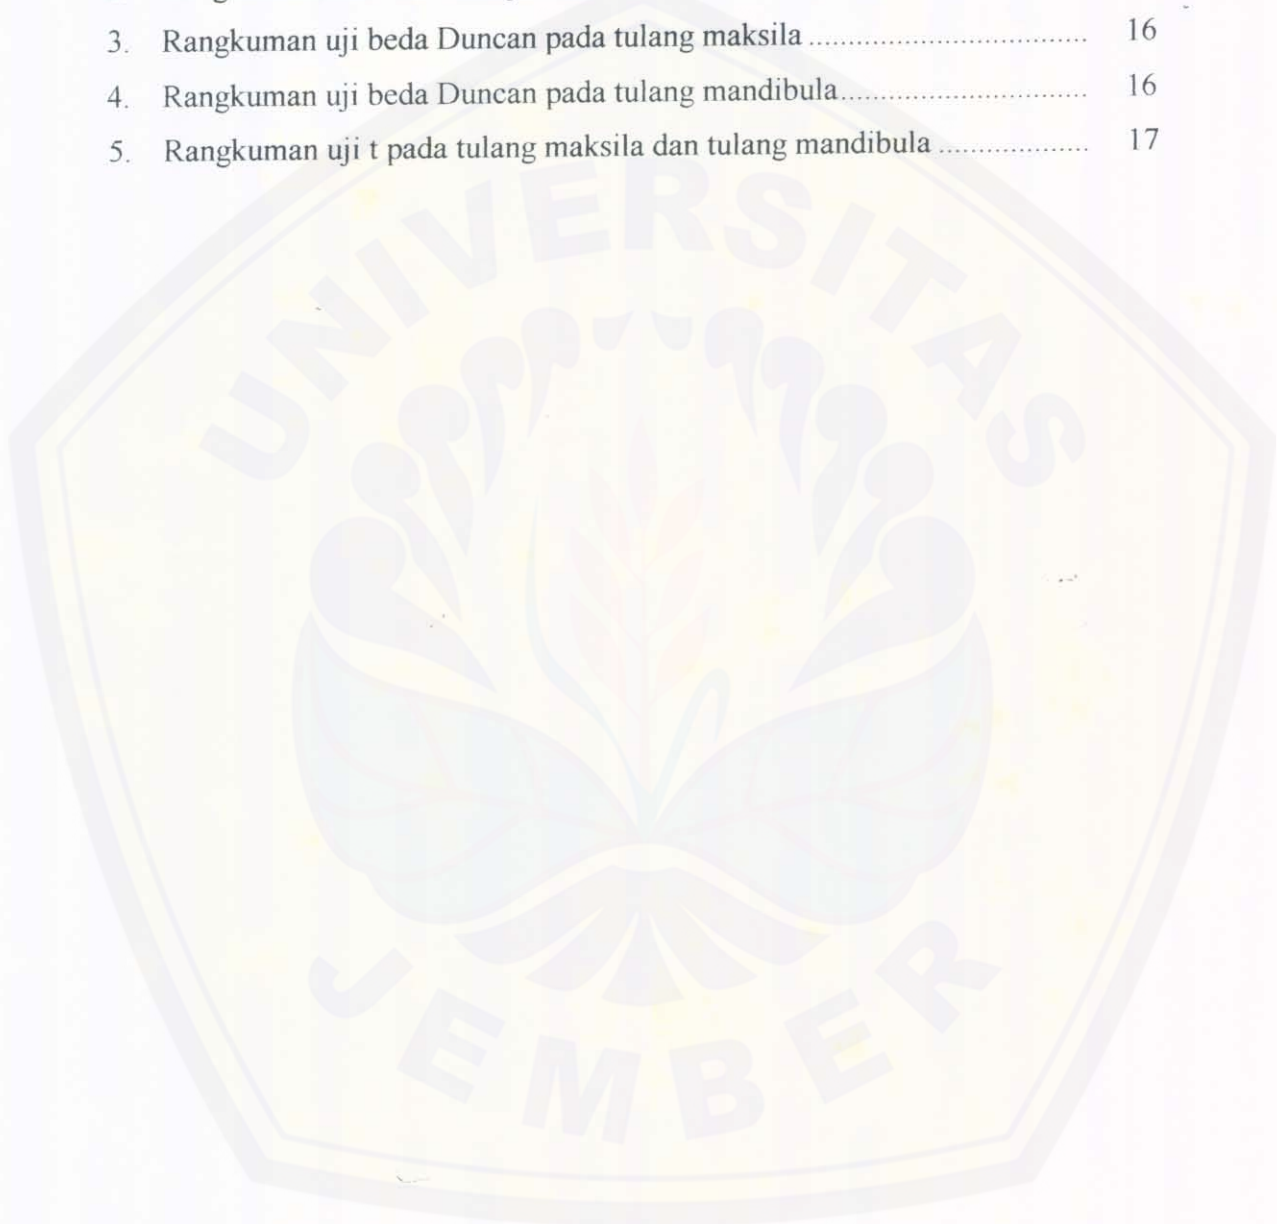 3. Rangkuman uji beda Duncan pada tulang maksila ................................... 16
4. Rangkuman uji beda Duncan pada tulang mandibula............................... 16
5. Rangkuman uji t pada tulang maksila dan tulang mandibula ................... 17
UNIVERSITAS
JEMBER